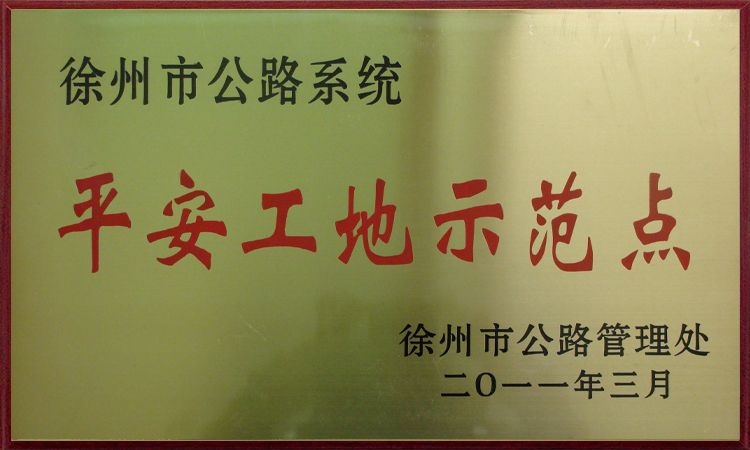 徐州市公路系统
平安工地示范点
徐州市公路管理处
二〇一一年三月